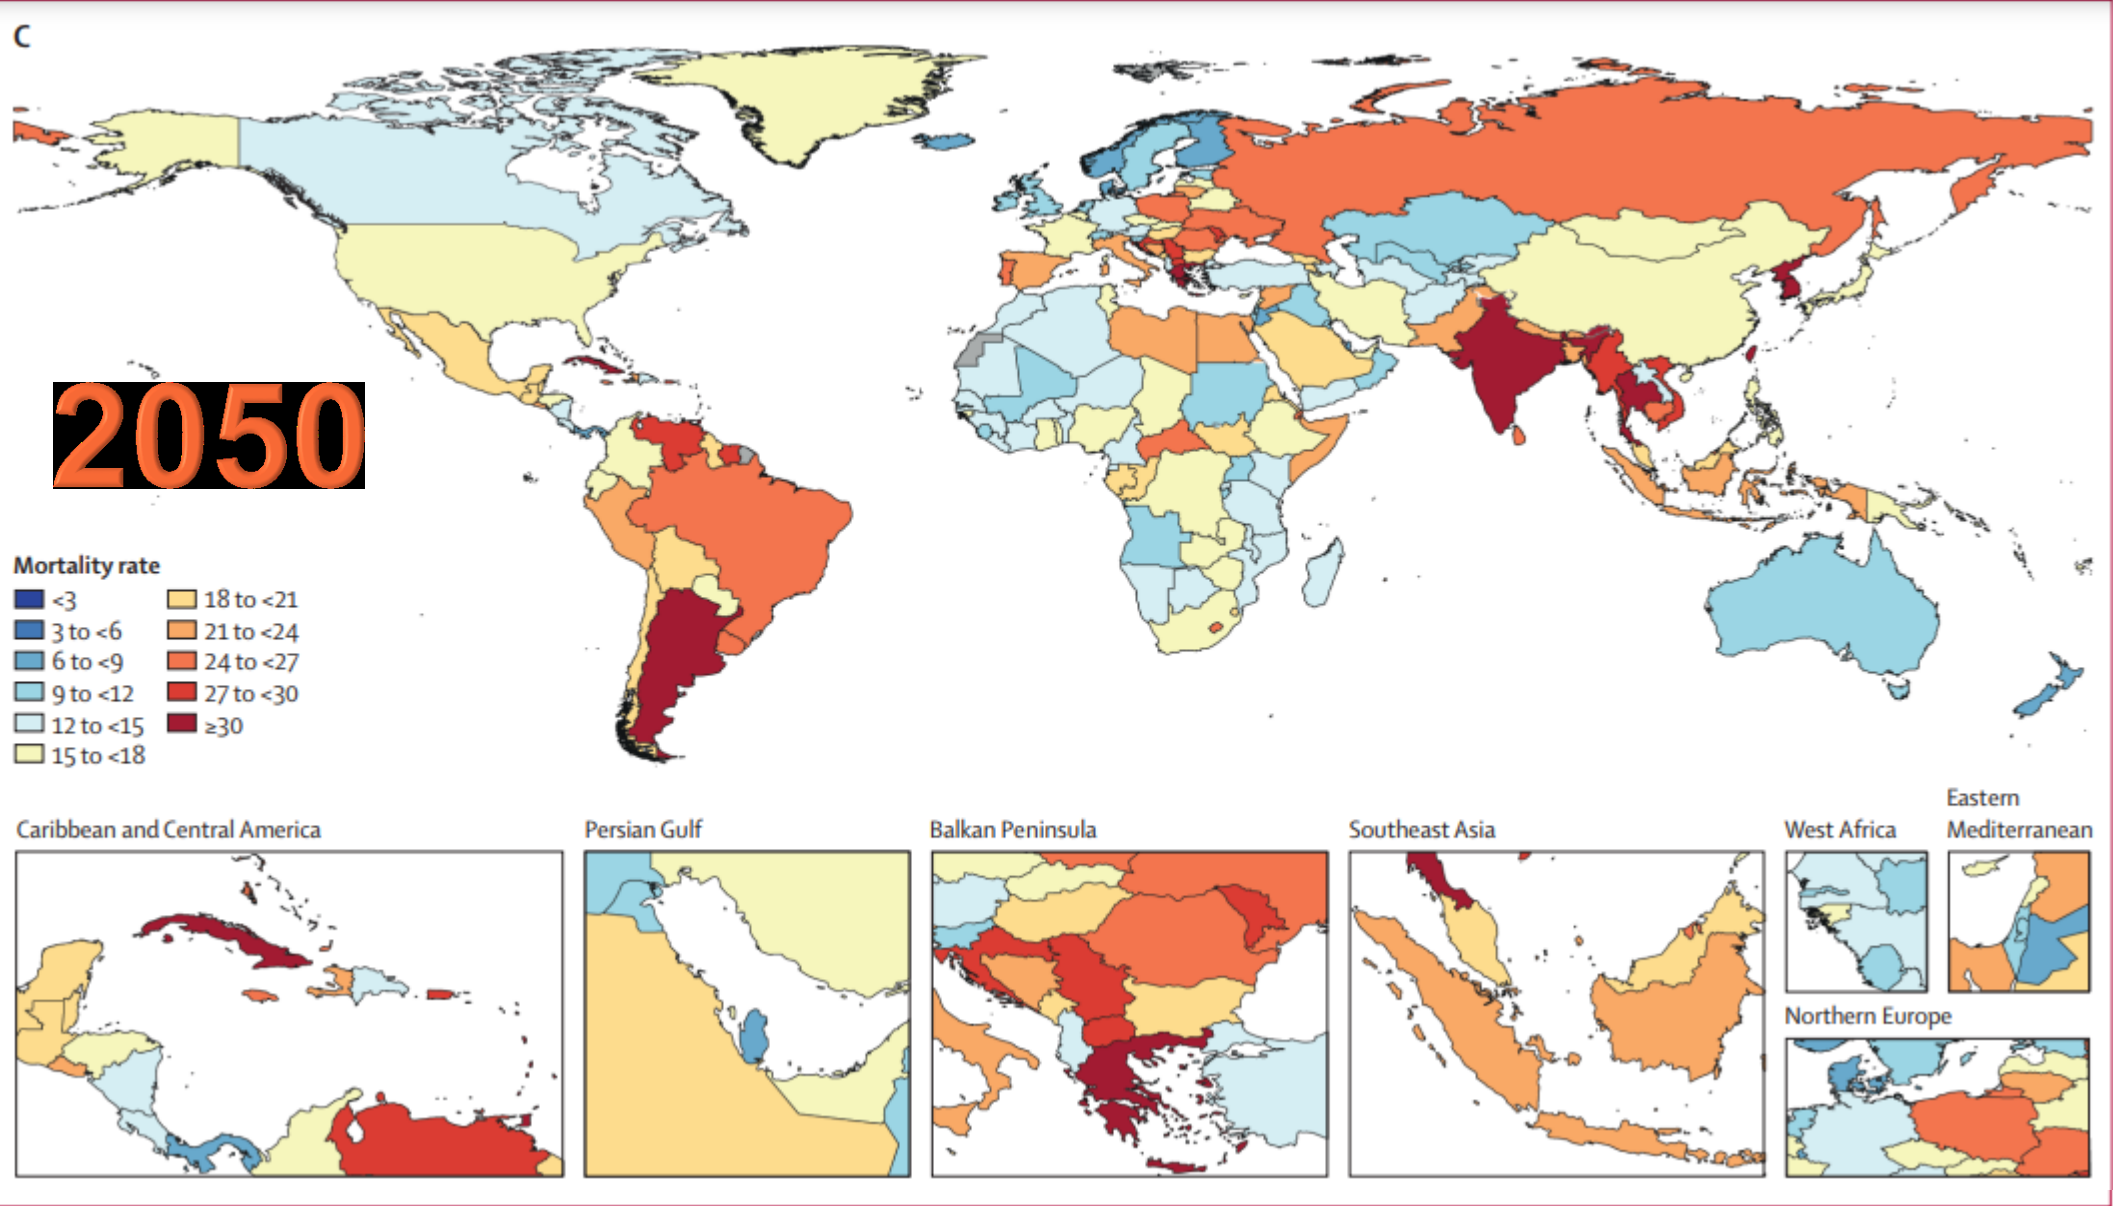 C
2050
Mortality rate
<3
3 to <6
6 to <9
9 to <12
12 to <15
15 to <18
18 to <21
21 to <24
24 to <27
27 to <30
≥30
Caribbean and Central America
Persian Gulf
Balkan Peninsula
Southeast Asia
West Africa
Eastern
Mediterranean
Northern Europe